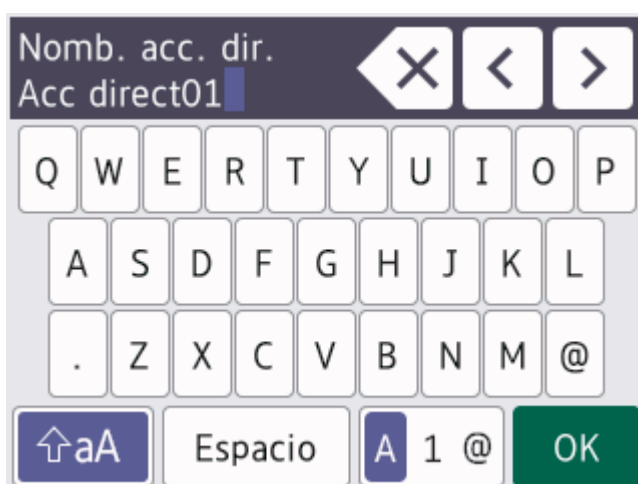 Nomb. acc. dir.
Acc direct01
Q W E R T Y U I O P
A S D F G H J K L
. Z X C V B N M @
aA Espacio A 1 @ OK